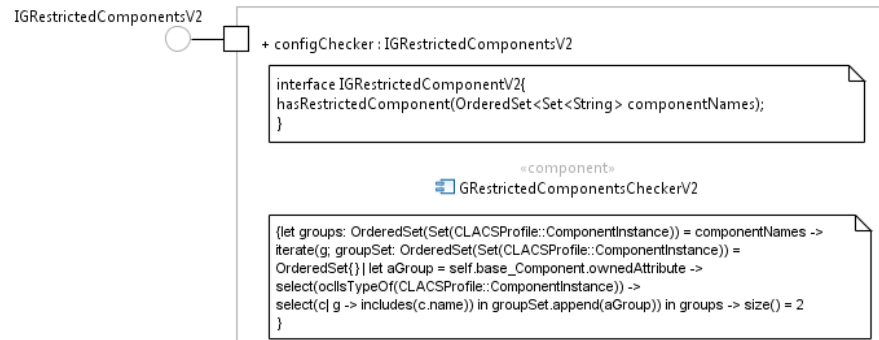 IGRestrictedComponentsV2
+ configChecker : IGRestrictedComponentsV2
interface IGRestrictedComponentV2{
hasRestrictedComponent(OrderedSet<Set<String> componentNames);
}
«component»
GRestrictedComponentsCheckerV2
{let groups: OrderedSet(Set(CLACSProfile::ComponentInstance)) = componentNames ->
iterate(g; groupSet: OrderedSet(Set(CLACSProfile::ComponentInstance)) =
OrderedSet{} | let aGroup = self.base_Component.ownedAttribute ->
select(oclIsTypeOf(CLACSProfile::ComponentInstance)) ->
select(c| g -> includes(c.name)) in groupSet.append(aGroup)) in groups -> size() = 2
}